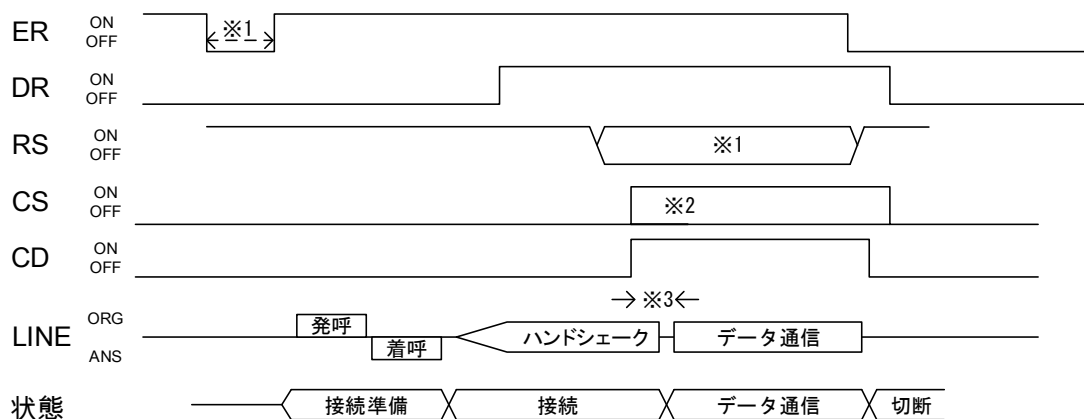 ER ON OFF ※1
DR ON OFF
RS ON OFF ※1
CS ON OFF ※2
CD ON OFF
※3
LINE ORG ANS 発呼 着呼 ハンドシェーク データ通信
状態 接続準備 接続 データ通信 切断